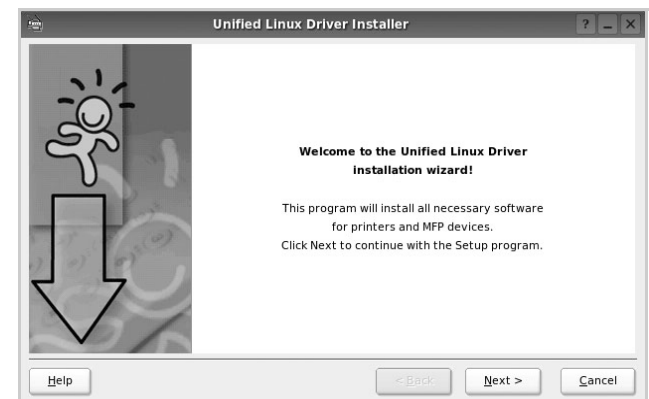 Unified Linux Driver Installer
Welcome to the Unified Linux Driver
installation wizard!
This program will install all necessary software
for printers and MFP devices.
Click Next to continue with the Setup program.
Help
< Back
Next >
Cancel